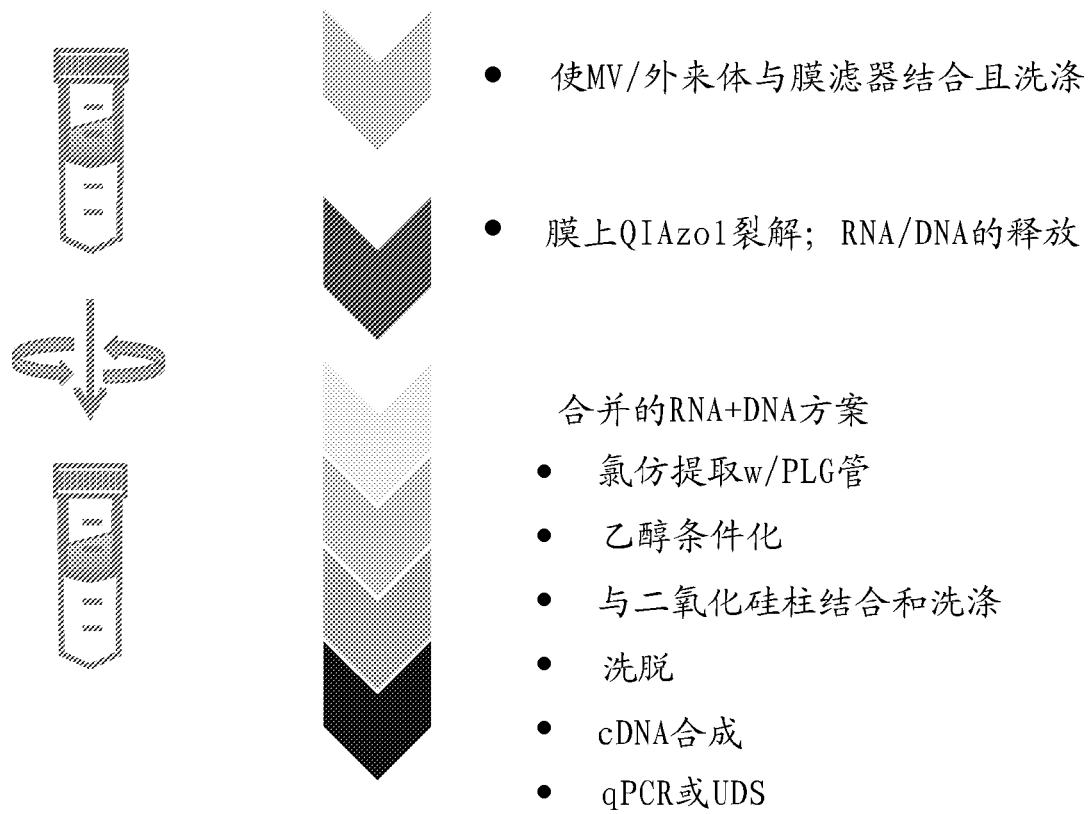 ● 使MV/外来体与膜滤器结合且洗涤
● 膜上QIAzol裂解; RNA/DNA的释放
合并的RNA+DNA方案
● 氯仿提取w/PLG管
● 乙醇条件化
● 与二氧化硅柱结合和洗涤
● 洗脱
● cDNA合成
● qPCR或UDS